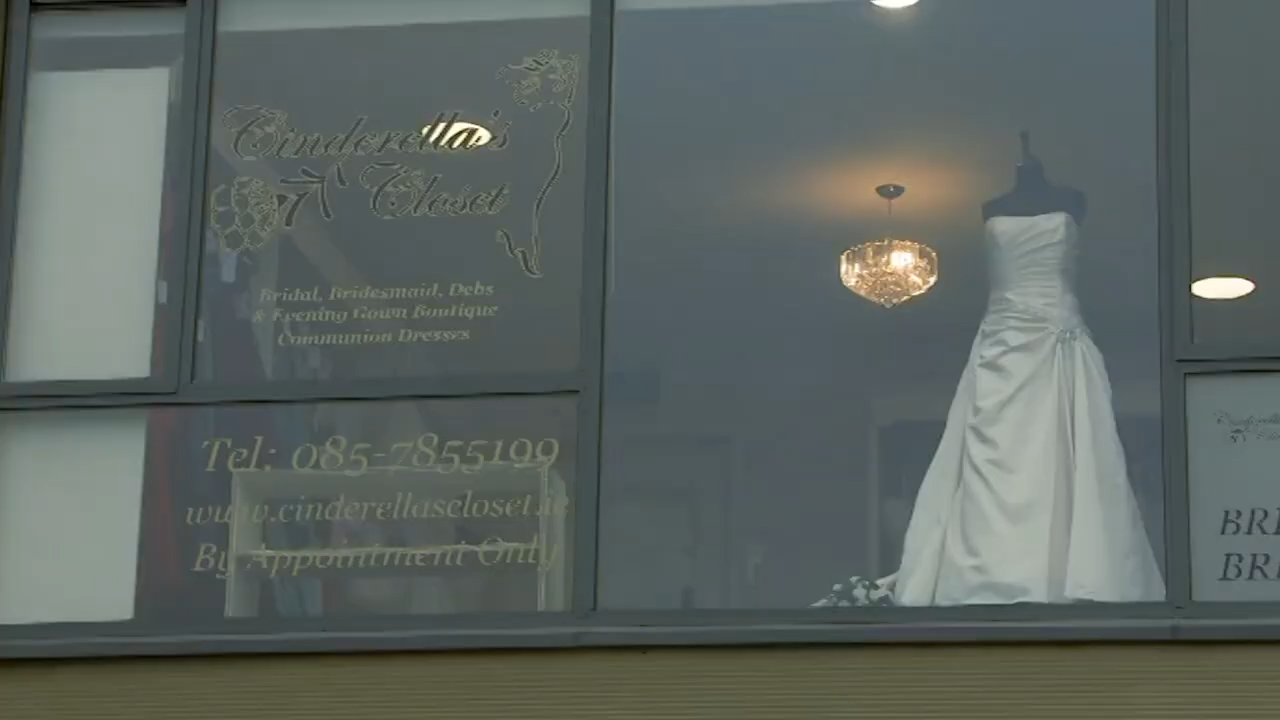 Cinderella's
Closet
Bridal, Bridesmaid, Debs
& Evening Gown Boutique
Communion Dresses
Tel: 085-7855199
www.cinderellascloset.ie
By Appointment Only
BRI
BRI